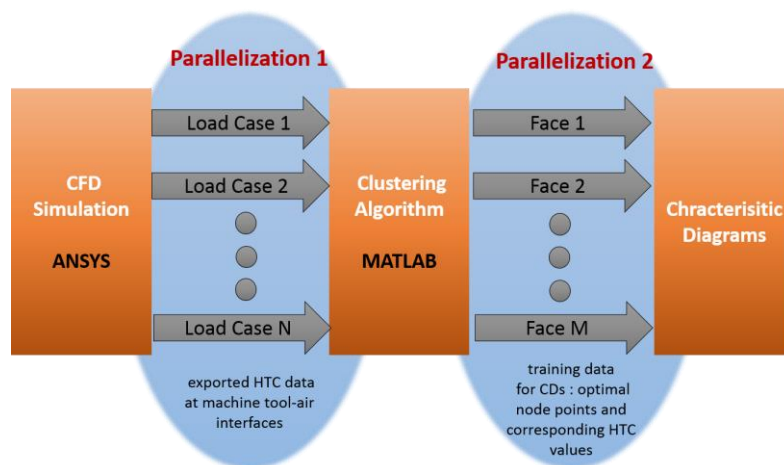 Parallelization 1
Parallelization 2
CFD
Simulation
ANSYS
Load Case 1
Load Case 2
Load Case N
Clustering
Algorithm
MATLAB
Face 1
Face 2
Face M
Chracterisitic
Diagrams
exported HTC data
at machine tool-air
interfaces
training data
for CDs : optimal
node points and
corresponding HTC
values